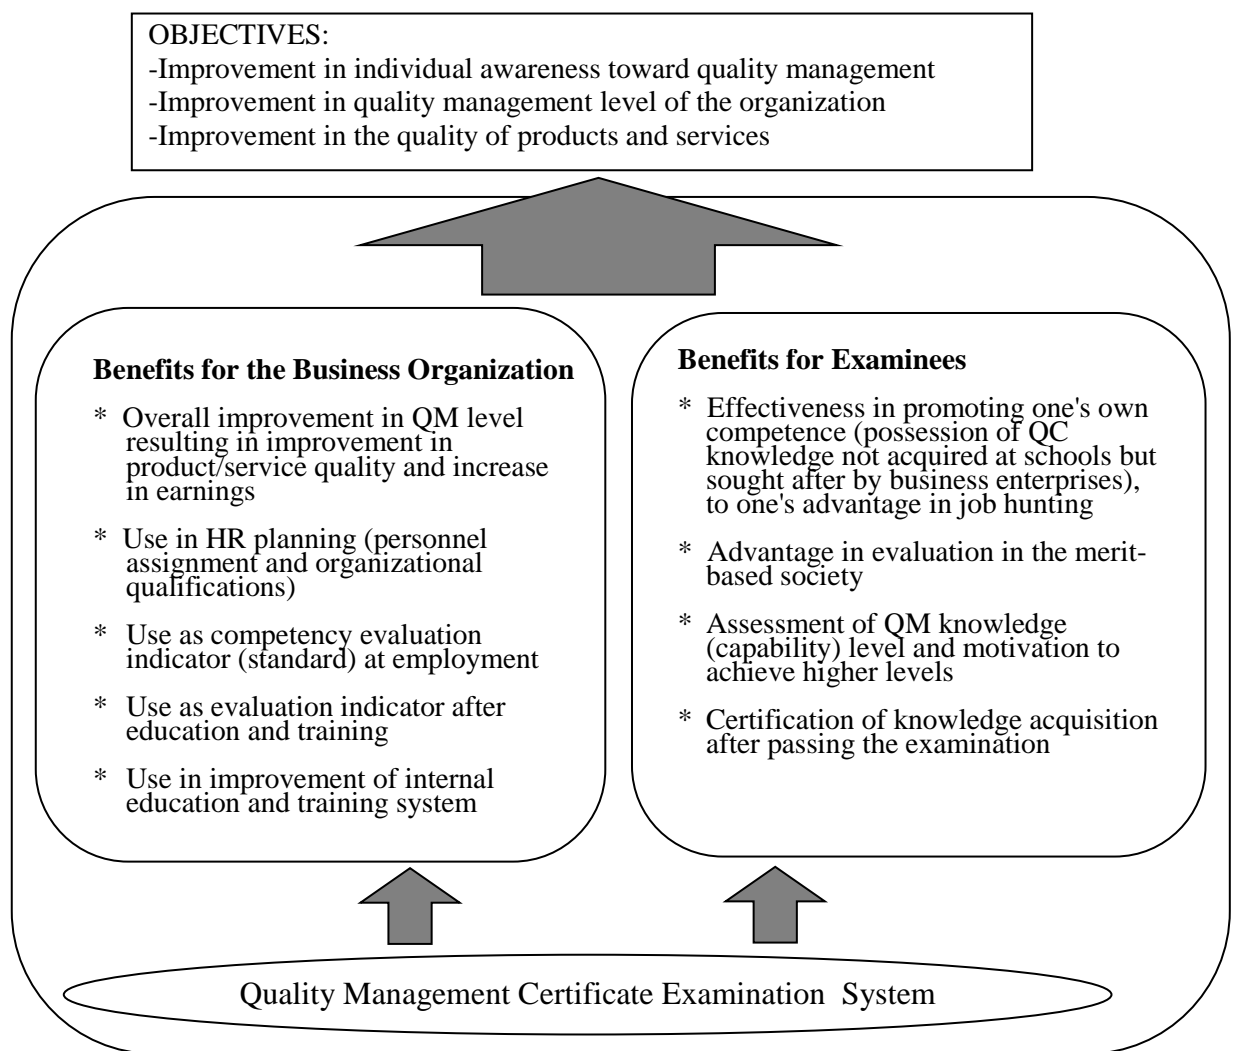 OBJECTIVES:
-Improvement in individual awareness toward quality management
-Improvement in quality management level of the organization
-Improvement in the quality of products and services
Benefits for the Business Organization
* Overall improvement in QM level
resulting in improvement in
product/service quality and increase
in earnings
* Use in HR planning (personnel
assignment and organizational
qualifications)
* Use as competency evaluation
indicator (standard) at employment
* Use as evaluation indicator after
education and training
* Use in improvement of internal
education and training system
Benefits for Examinees
* Effectiveness in promoting one's own
competence (possession of QC
knowledge not acquired at schools but
sought after by business enterprises),
to one's advantage in job hunting
* Advantage in evaluation in the merit-
based society
* Assessment of QM knowledge
(capability) level and motivation to
achieve higher levels
* Certification of knowledge acquisition
after passing the examination
Quality Management Certificate Examination System